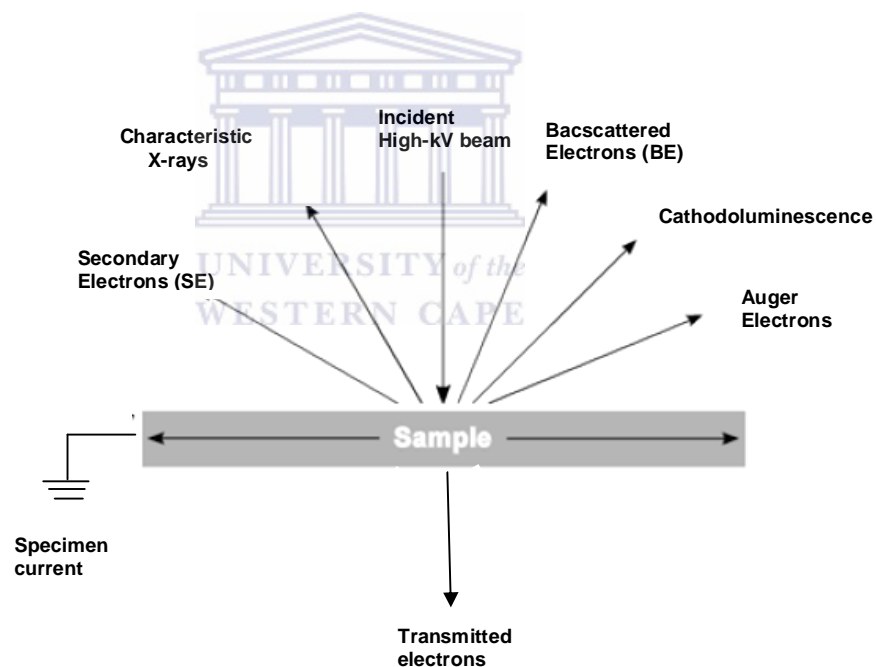 Incident
High-kV beam
Characteristic
X-rays
Bacscattered
Electrons (BE)
Cathodoluminescence
Secondary
Electrons (SE)
UNIVERSITY of the
WESTERN CAPE
Auger
Electrons
Sample
Specimen
current
Transmitted
electrons